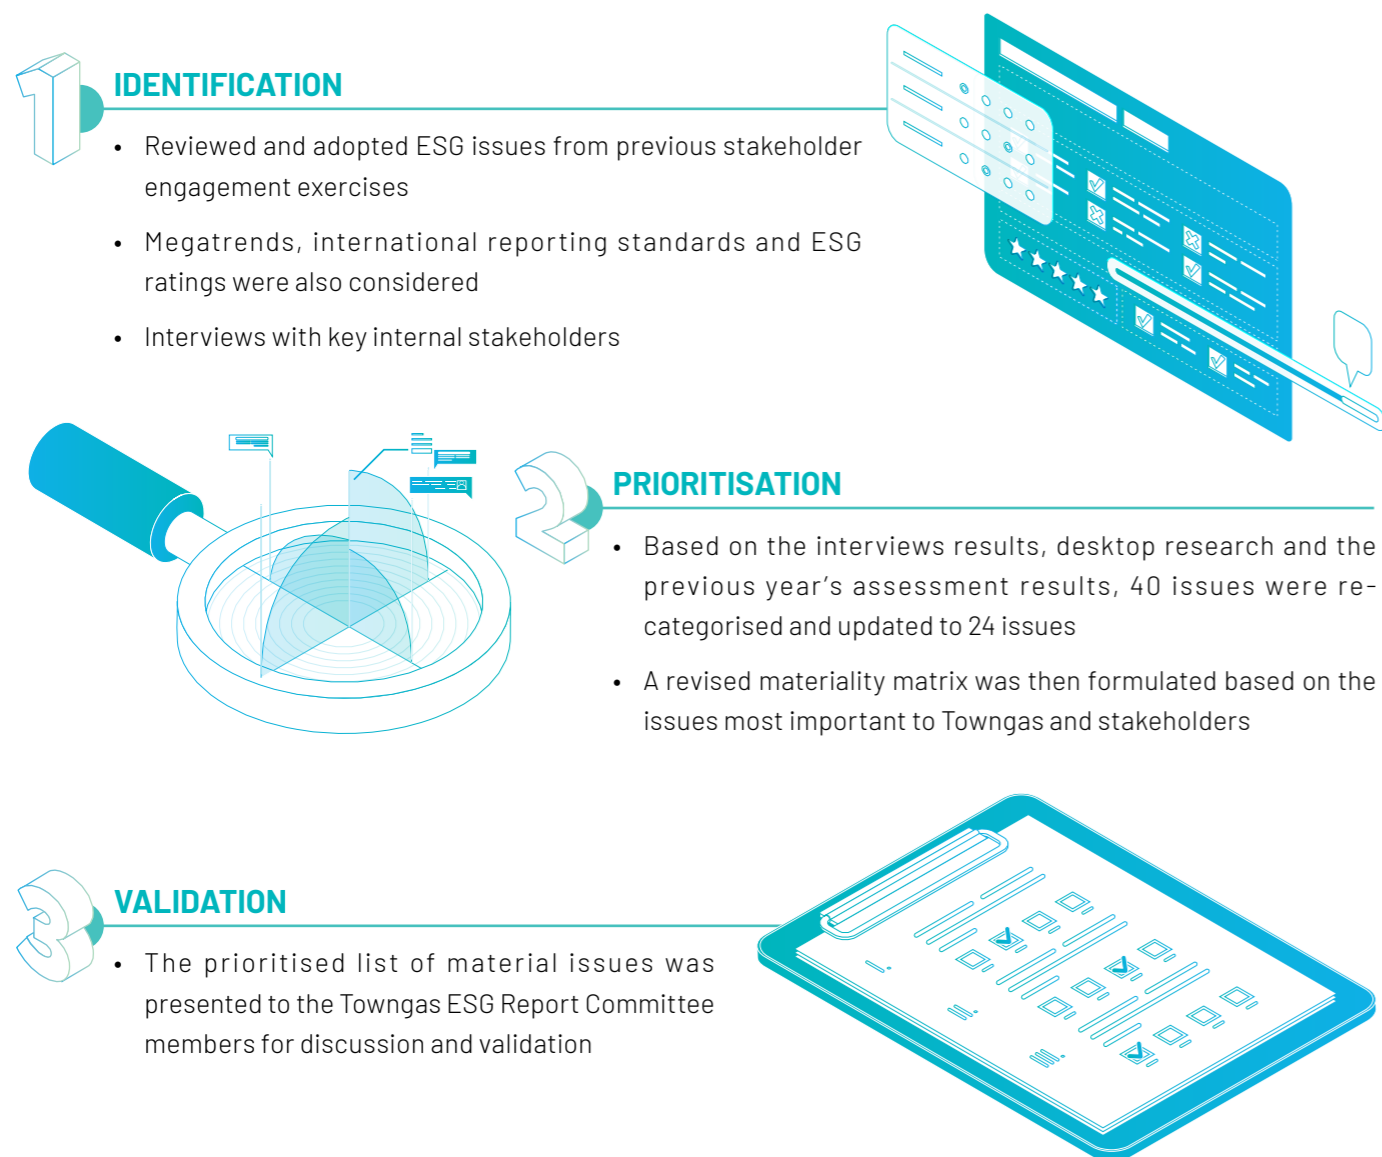 1
IDENTIFICATION
• Reviewed and adopted ESG issues from previous stakeholder
engagement exercises
• Megatrends, international reporting standards and ESG
ratings were also considered
• Interviews with key internal stakeholders
2
PRIORITISATION
• Based on the interviews results, desktop research and the
previous year's assessment results, 40 issues were re-
categorised and updated to 24 issues
• A revised materiality matrix was then formulated based on the
issues most important to Towngas and stakeholders
3
VALIDATION
• The prioritised list of material issues was
presented to the Towngas ESG Report Committee
members for discussion and validation